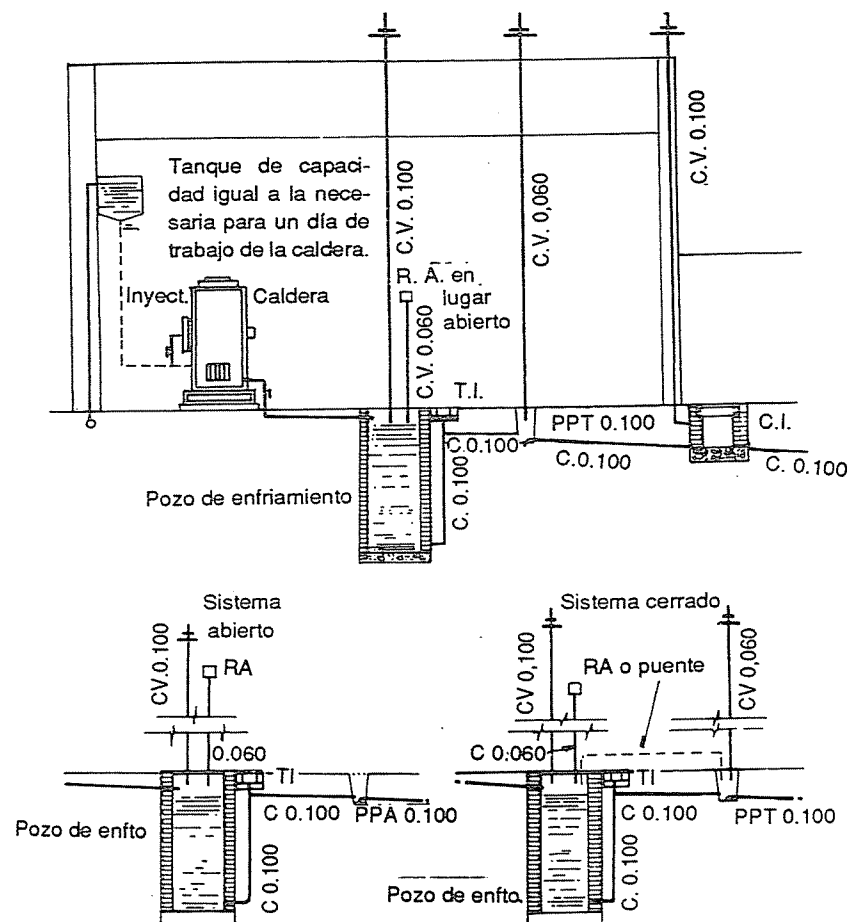 C.V. 0.100
C.V. 0,060
C.V. 0.100
Tanque de capaci-
dad igual a la nece-
saria para un día de
trabajo de la caldera.
Inyect.
Caldera
R. A. en
lugar
abierto
C.V. 0.060
T.I.
PPT 0.100
C.I.
C.0.100
C.0.100
C. 0.100
C. 0.100
Pozo de enfriamiento
Sistema
abierto
CV.0.100
RA
0.060
TI
C 0.100
PPA 0.100
Pozo de enfto
C 0.100
Sistema cerrado
CV 0,100
RA o puente
CV 0,060
C 0.060
TI
C 0.100
PPT 0.100
C. 0.100
Pozo de enfto.